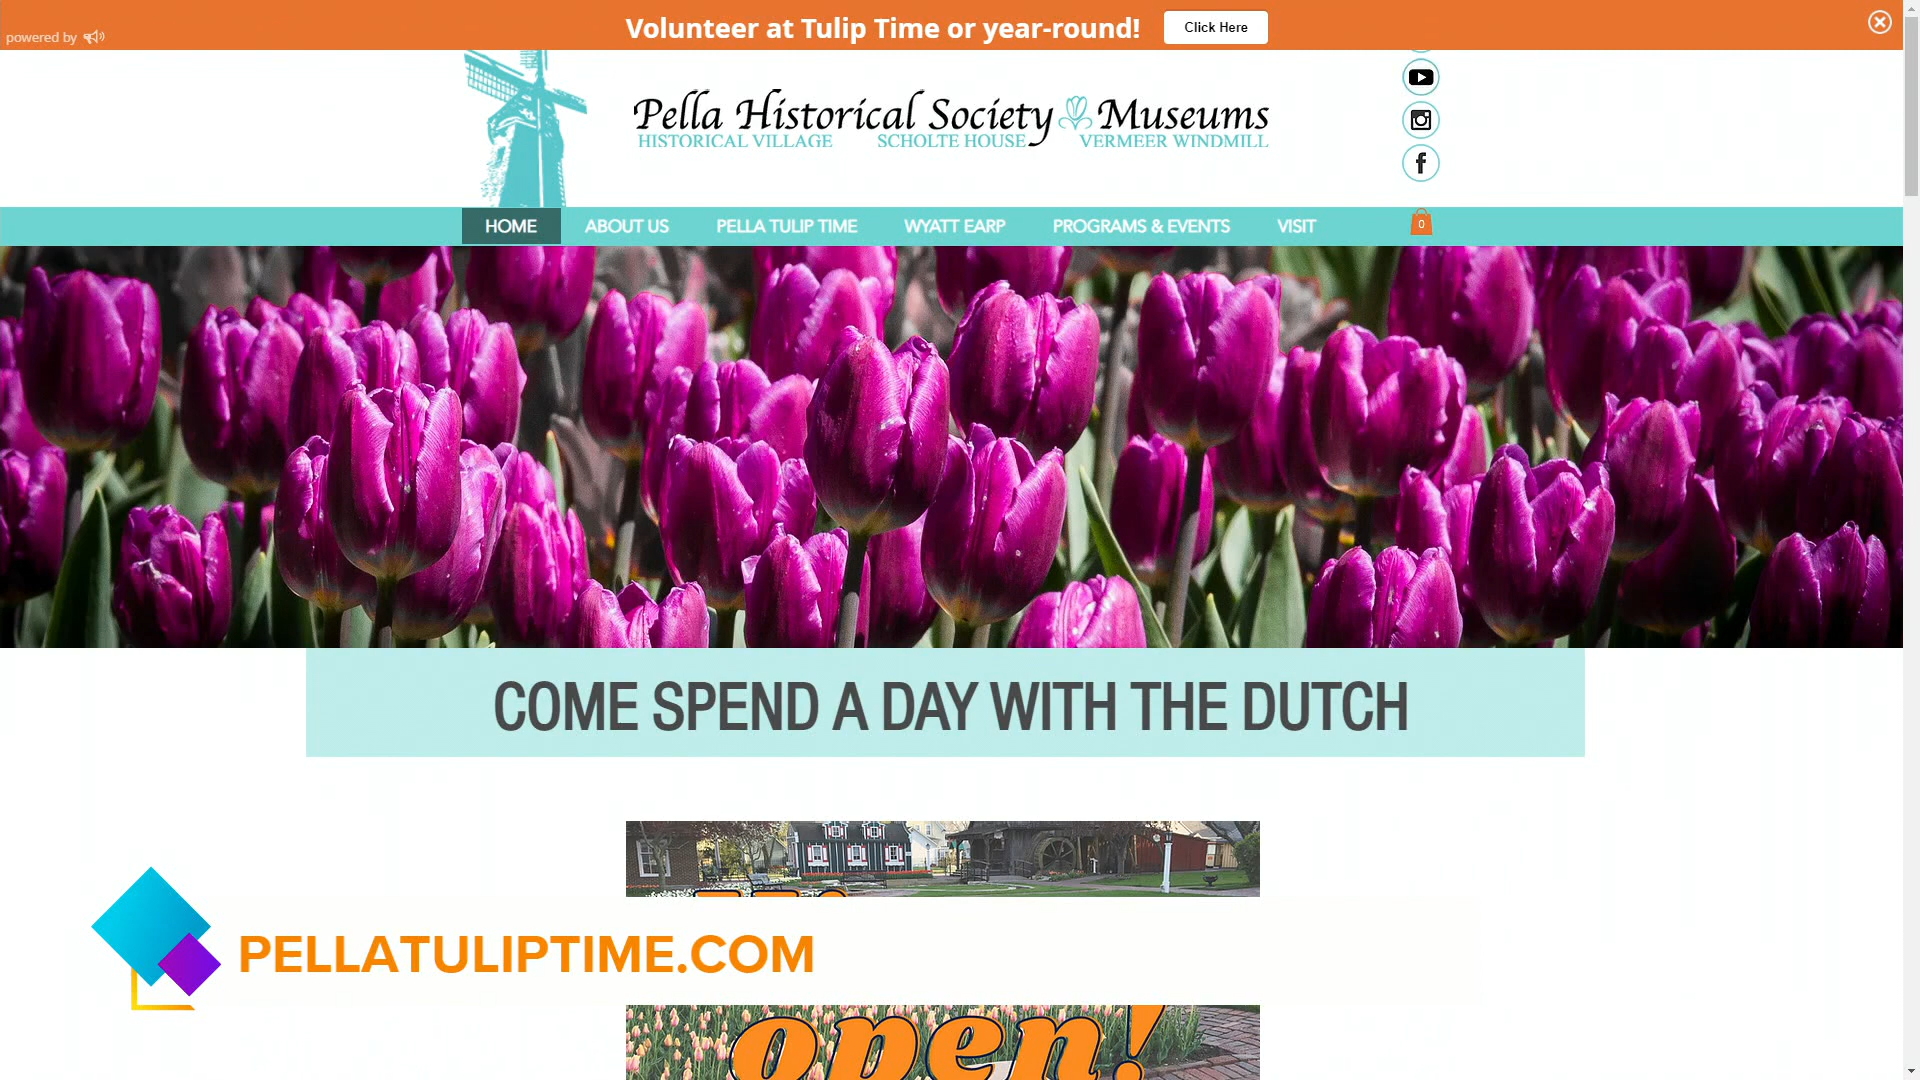 Volunteer at Tulip Time or year-round!
Click Here
powered by
Pella Historical Society Museums
HISTORICAL VILLAGE SCHOLTE HOUSE VERMEER WINDMILL
HOME ABOUT US PELLA TULIP TIME WYATT EARP PROGRAMS & EVENTS VISIT
0
COME SPEND A DAY WITH THE DUTCH
PELLATULIPTIME.COM
open!